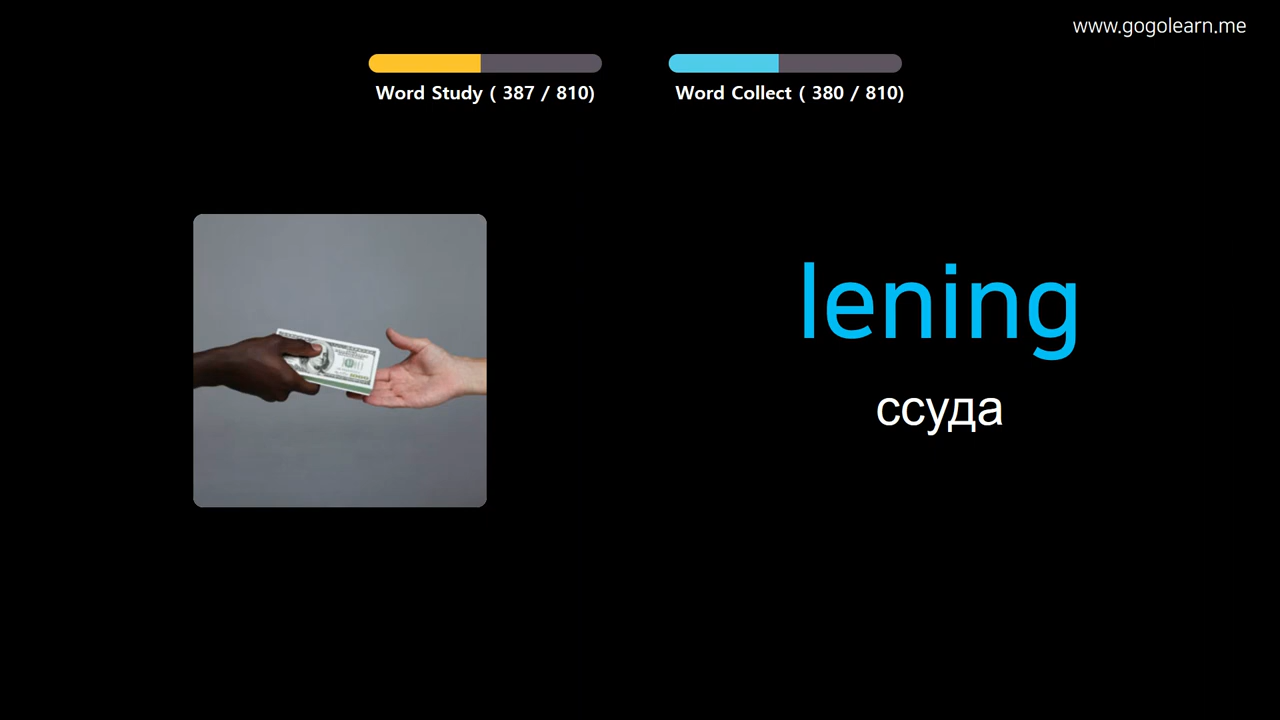 www.gogolearn.me
Word Study ( 387 / 810)
Word Collect ( 380 / 810)
lening
ссуда